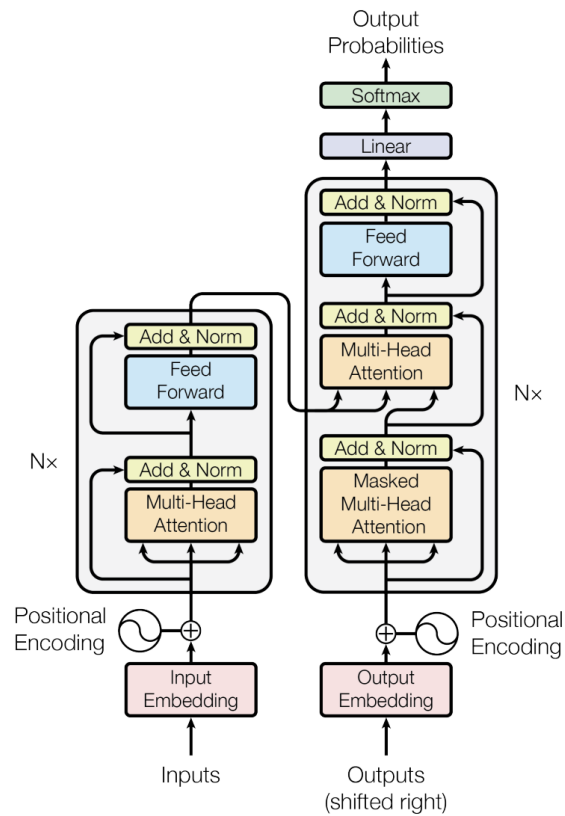 Output
Probabilities
Softmax
Linear
Add & Norm
Feed
Forward
Add & Norm
Multi-Head
Attention
Add & Norm
Masked
Multi-Head
Attention
Nx
Add & Norm
Feed
Forward
Add & Norm
Multi-Head
Attention
N×
Positional
Encoding
Positional
Encoding
Input
Embedding
Output
Embedding
Inputs
Outputs
(shifted right)